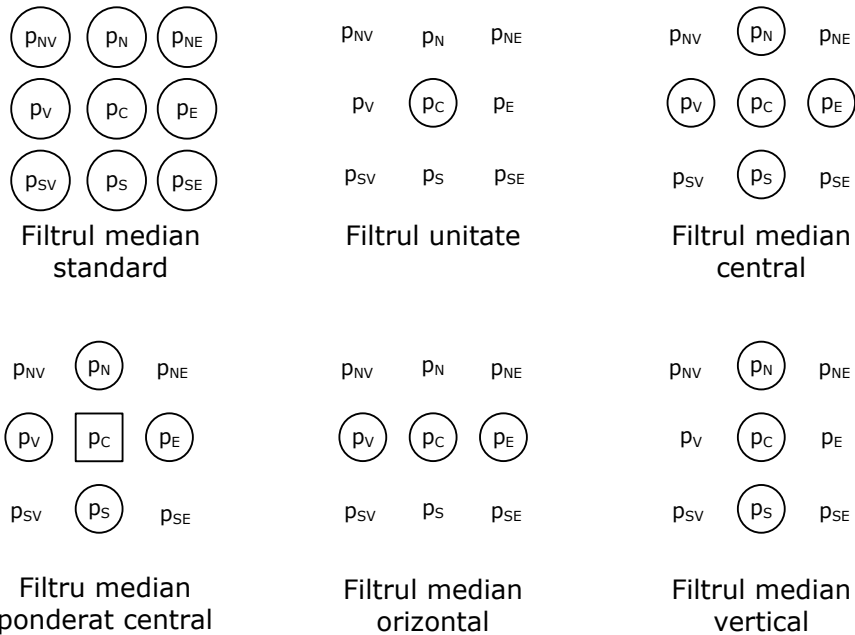 pNV pN pNE
pV pC pE
pSV pS pSE
Filtrul median
standard
pNV pN pNE
pV pC pE
pSV pS pSE
Filtrul unitate
pNV pN pNE
pV pC pE
pSV pS pSE
Filtrul median
central
pNV pN pNE
pV pC pE
pSV pS pSE
Filtru median
ponderat central
pNV pN pNE
pV pC pE
pSV pS pSE
Filtrul median
orizontal
pNV pN pNE
pV pC pE
pSV pS pSE
Filtrul median
vertical